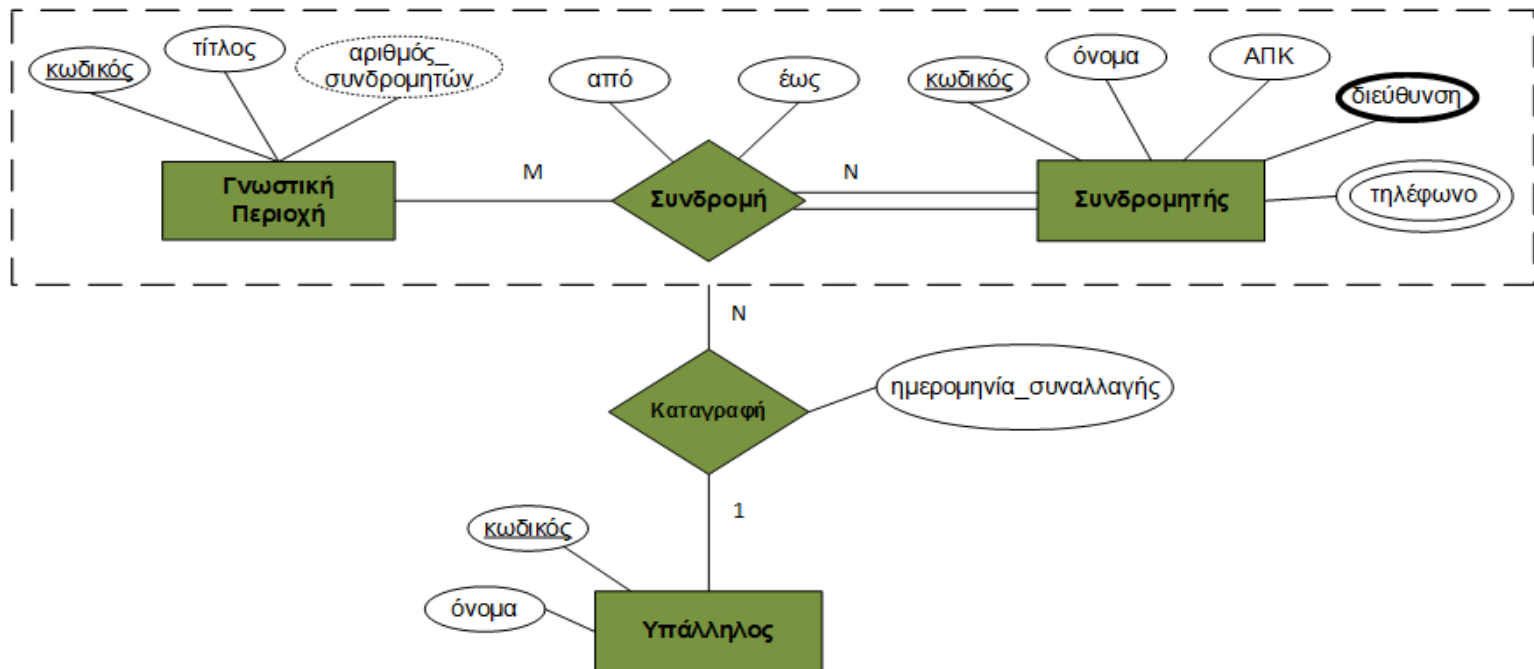 κωδικός
τίτλος
αριθμός_
συνδρομητών
από
έως
κωδικός
όνομα
ΑΠΚ
διεύθυνση
Γνωστική
Περιοχή
M
Συνδρομή
N
Συνδρομητής
τηλέφωνο
N
Καταγραφή
ημερομηνία_συναλλαγής
1
κωδικός
όνομα
Υπάλληλος